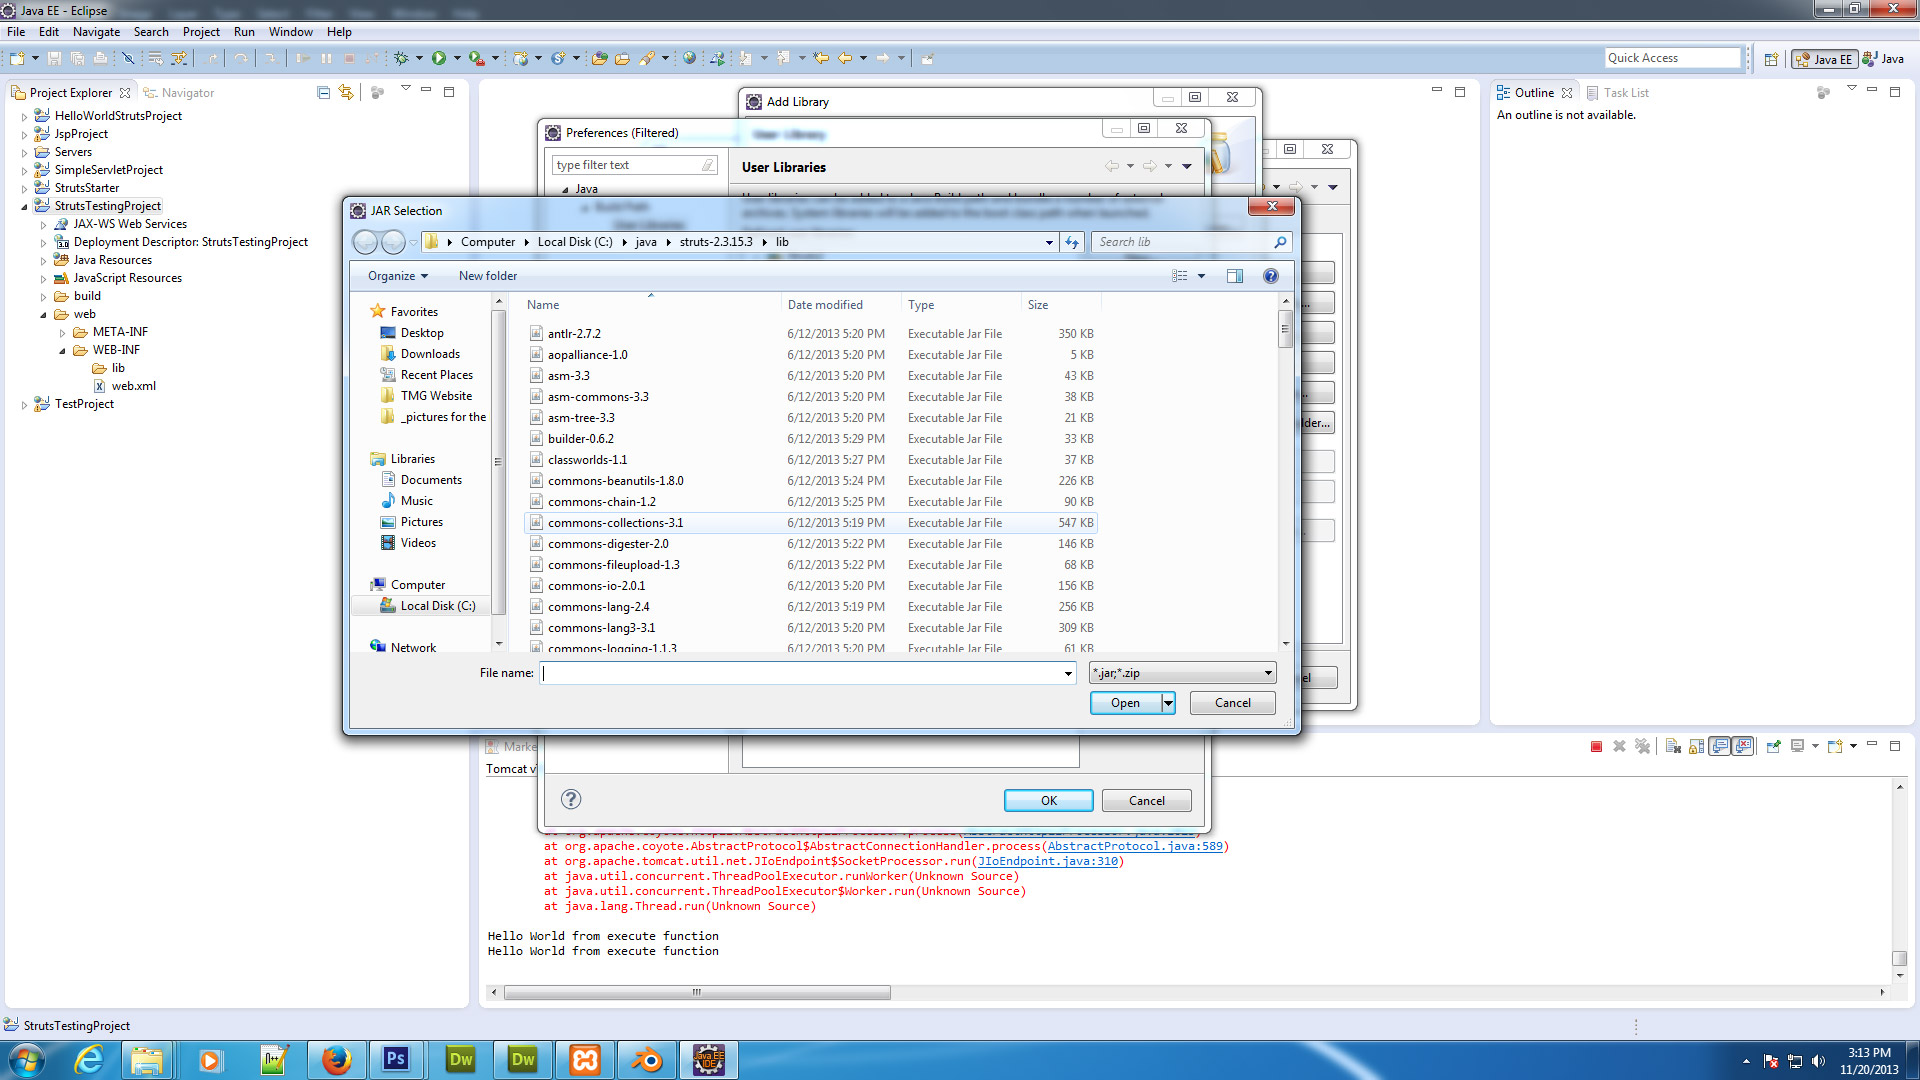 Java EE - Eclipse
File Edit Navigate Search Project Run Window Help
Quick Access
Java EE
Java
Project Explorer
Navigator
HelloWorldStrutsProject
JspProject
Servers
SimpleServletProject
StrutsStarter
StrutsTestingProject
JAX-WS Web Services
Deployment Descriptor: StrutsTestingProject
Java Resources
JavaScript Resources
build
web
META-INF
WEB-INF
lib
web.xml
TestProject
Outline
Task List
An outline is not available.
Add Library
Preferences (Filtered)
type filter text
User Libraries
Java
JAR Selection
Computer
Local Disk (C:)
java
struts-2.3.15.3
lib
Search lib
Organize
New folder
Favorites
Desktop
Downloads
Recent Places
TMG Website
_pictures for the
Libraries
Documents
Music
Pictures
Videos
Computer
Local Disk (C:)
Network
Name Date modified Type Size
antlr-2.7.2 6/12/2013 5:20 PM Executable Jar File 350 KB
aopalliance-1.0 6/12/2013 5:20 PM Executable Jar File 5 KB
asm-3.3 6/12/2013 5:20 PM Executable Jar File 43 KB
asm-commons-3.3 6/12/2013 5:20 PM Executable Jar File 38 KB
asm-tree-3.3 6/12/2013 5:20 PM Executable Jar File 21 KB
builder-0.6.2 6/12/2013 5:29 PM Executable Jar File 33 KB
classworlds-1.1 6/12/2013 5:27 PM Executable Jar File 37 KB
commons-beanutils-1.8.0 6/12/2013 5:24 PM Executable Jar File 226 KB
commons-chain-1.2 6/12/2013 5:25 PM Executable Jar File 90 KB
commons-collections-3.1 6/12/2013 5:19 PM Executable Jar File 547 KB
commons-digester-2.0 6/12/2013 5:22 PM Executable Jar File 146 KB
commons-fileupload-1.3 6/12/2013 5:22 PM Executable Jar File 68 KB
commons-io-2.0.1 6/12/2013 5:20 PM Executable Jar File 156 KB
commons-lang-2.4 6/12/2013 5:19 PM Executable Jar File 256 KB
commons-lang3-3.1 6/12/2013 5:20 PM Executable Jar File 309 KB
commons-logging-1.1.3 6/12/2013 5:20 PM Executable Jar File 61 KB
File name:
*.jar;*.zip
Open
Cancel
lder...
el
Marke
Tomcat v
OK
Cancel
at org.apache.coyote.AbstractProtocol$AbstractConnectionHandler.process(AbstractProtocol.java:589)
at org.apache.tomcat.util.net.JIoEndpoint$SocketProcessor.run(JIoEndpoint.java:310)
at java.util.concurrent.ThreadPoolExecutor.runWorker(Unknown Source)
at java.util.concurrent.ThreadPoolExecutor$Worker.run(Unknown Source)
at java.lang.Thread.run(Unknown Source)
Hello World from execute function
Hello World from execute function
StrutsTestingProject
Ps
Dw
Dw
Java EE
IDE
3:13 PM
11/20/2013